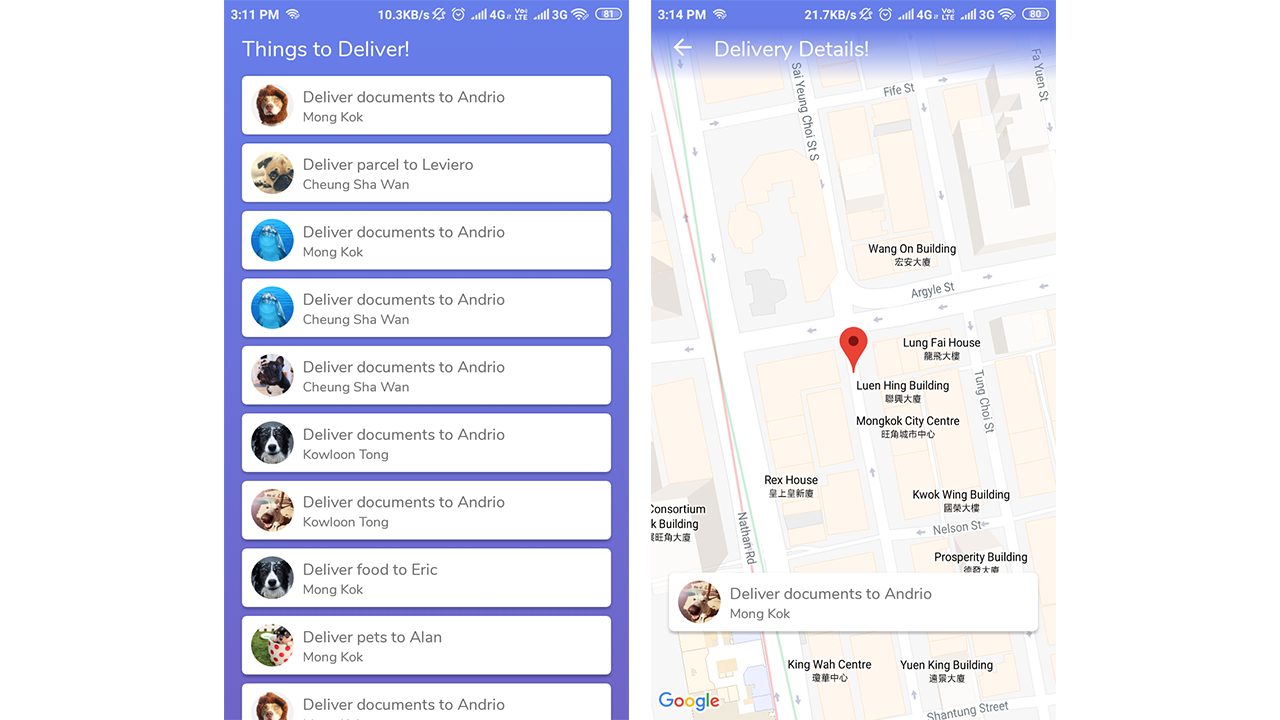 3:11 PM
10.3KB/s 4G VoLTE 3G 81
Things to Deliver!
Deliver documents to Andrio
Mong Kok
Deliver parcel to Leviero
Cheung Sha Wan
Deliver documents to Andrio
Mong Kok
Deliver documents to Andrio
Cheung Sha Wan
Deliver documents to Andrio
Cheung Sha Wan
Deliver documents to Andrio
Kowloon Tong
Deliver documents to Andrio
Kowloon Tong
Deliver food to Eric
Mong Kok
Deliver pets to Alan
Mong Kok
Deliver documents to Andrio
3:14 PM
21.7KB/s 4G VoLTE 3G 80
Delivery Details!
Fa Yuen St
Sai Yeung Choi St S
Fife St
Wang On Building
宏安大廈
Argyle St
Lung Fai House
龍飛大樓
Luen Hing Building
聯興大廈
Tung Choi St
Mongkok City Centre
旺角城市中心
Rex House
皇上皇新廈
Kwok Wing Building
國榮大樓
Consortium
k Building
旺角大廈
Nathan Rd
Nelson St
Prosperity Building
德發大廈
Deliver documents to Andrio
Mong Kok
King Wah Centre
瓊華中心
Yuen King Building
遠景大廈
Google
Shantung Street